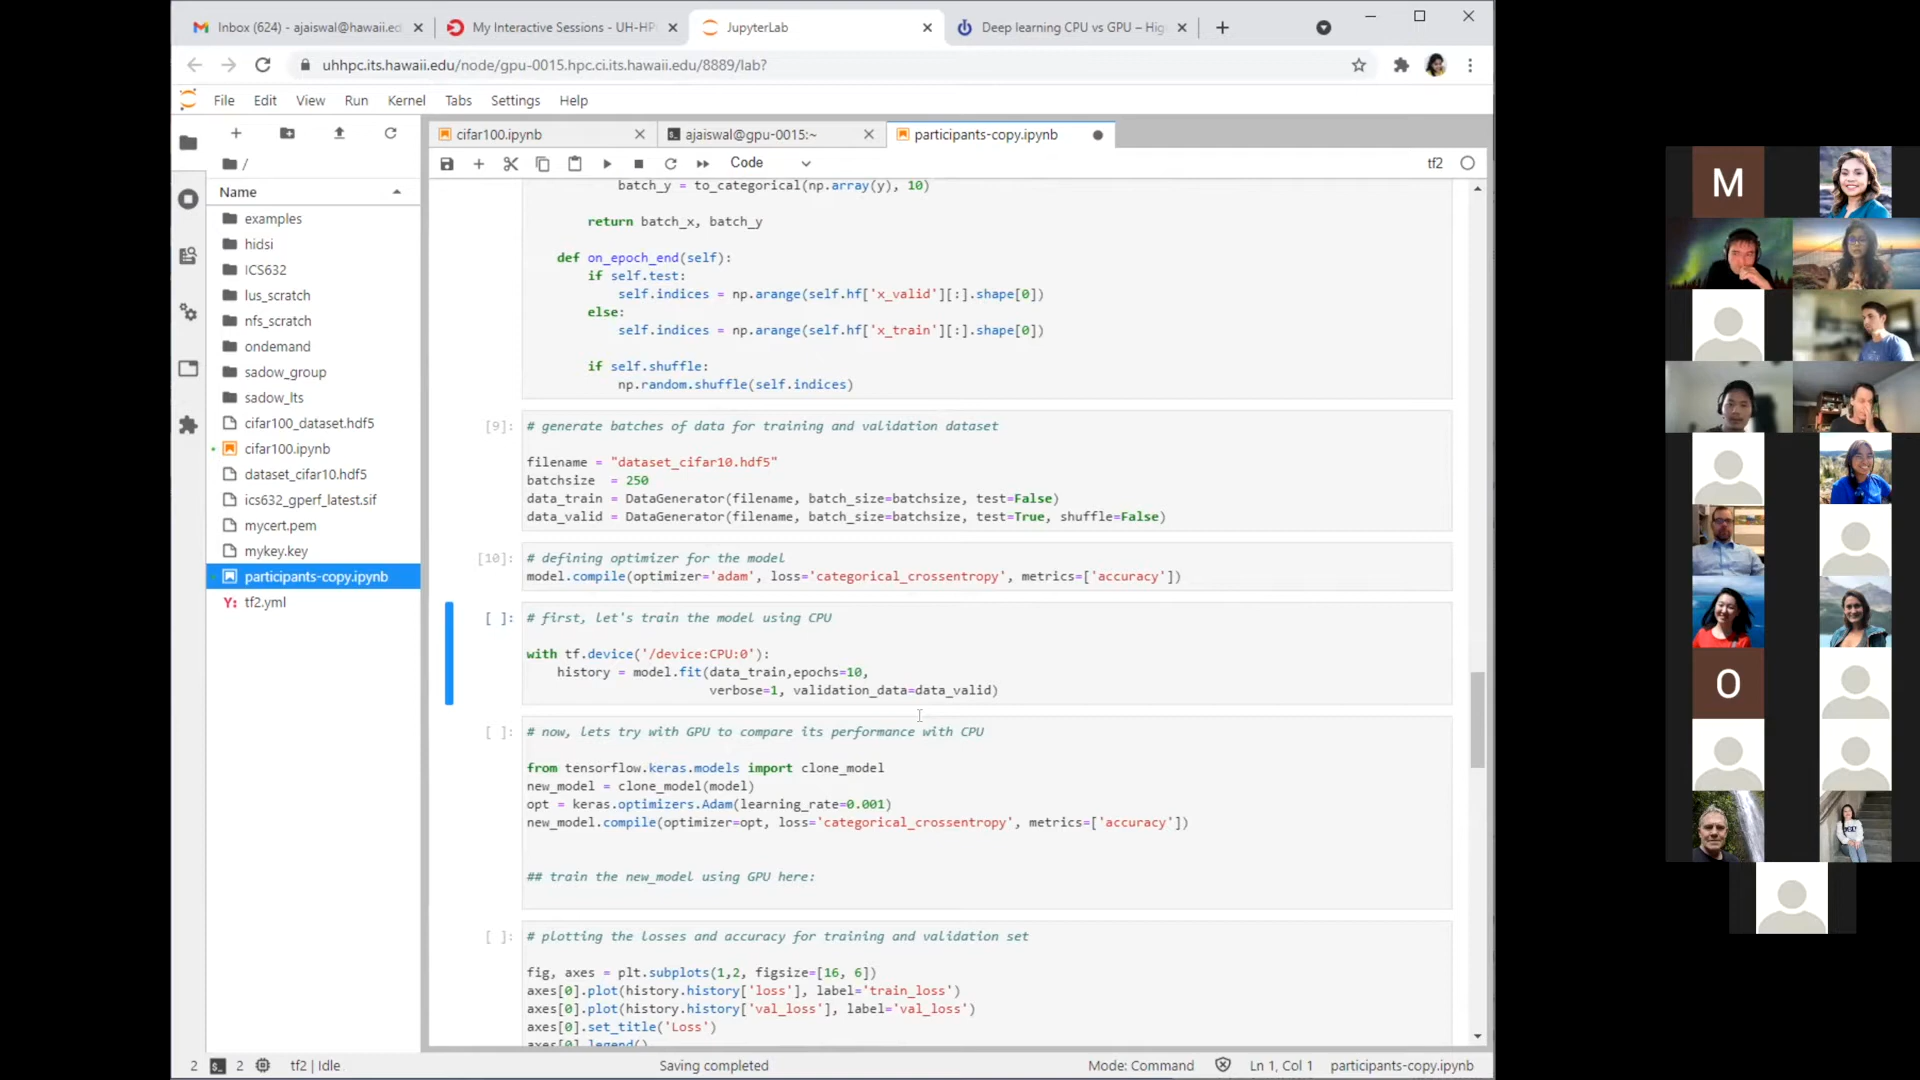 Inbox (624) - ajaiswal@hawaii.ed
My Interactive Sessions - UH-HP
JupyterLab
Deep learning CPU vs GPU – Hig
uhhpc.its.hawaii.edu/node/gpu-0015.hpc.ci.its.hawaii.edu/8889/lab?
File Edit View Run Kernel Tabs Settings Help
cifar100.ipynb
ajaiswal@gpu-0015:~
participants-copy.ipynb
Code
tf2
/
Name
examples
hidsi
ICS632
lus_scratch
nfs_scratch
ondemand
sadow_group
sadow_lts
cifar100_dataset.hdf5
cifar100.ipynb
dataset_cifar10.hdf5
ics632_gperf_latest.sif
mycert.pem
mykey.key
participants-copy.ipynb
Y: tf2.yml
batch_y = to_categorical(np.array(y), 10)
return batch_x, batch_y
def on_epoch_end(self):
if self.test:
self.indices = np.arange(self.hf['x_valid'][:].shape[0])
else:
self.indices = np.arange(self.hf['x_train'][:].shape[0])
if self.shuffle:
np.random.shuffle(self.indices)
[9]: # generate batches of data for training and validation dataset
filename = "dataset_cifar10.hdf5"
batchsize = 250
data_train = DataGenerator(filename, batch_size=batchsize, test=False)
data_valid = DataGenerator(filename, batch_size=batchsize, test=True, shuffle=False)
[10]: # defining optimizer for the model
model.compile(optimizer='adam', loss='categorical_crossentropy', metrics=['accuracy'])
[ ]: # first, let's train the model using CPU
with tf.device('/device:CPU:0'):
history = model.fit(data_train,epochs=10,
verbose=1, validation_data=data_valid)
[ ]: # now, lets try with GPU to compare its performance with CPU
from tensorflow.keras.models import clone_model
new_model = clone_model(model)
opt = keras.optimizers.Adam(learning_rate=0.001)
new_model.compile(optimizer=opt, loss='categorical_crossentropy', metrics=['accuracy'])
## train the new_model using GPU here:
[ ]: # plotting the losses and accuracy for training and validation set
fig, axes = plt.subplots(1,2, figsize=[16, 6])
axes[0].plot(history.history['loss'], label='train_loss')
axes[0].plot(history.history['val_loss'], label='val_loss')
axes[0].set_title('Loss')
axes[0].legend()
2 2 tf2 | Idle Saving completed Mode: Command Ln 1, Col 1 participants-copy.ipynb
M
O